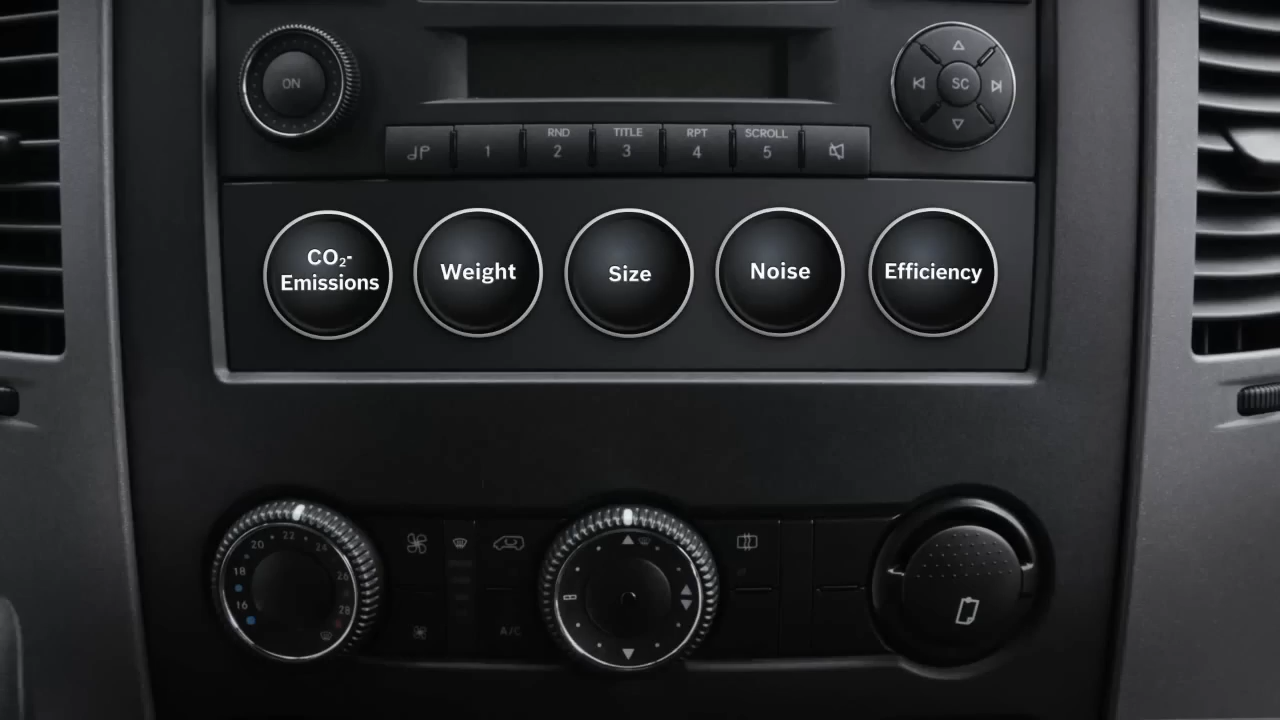 ON
SC
RND
TITLE
RPT
SCROLL
1
2
3
4
5
CO₂-
Emissions
Weight
Size
Noise
Efficiency
16
18
20
22
24
26
28
A/C